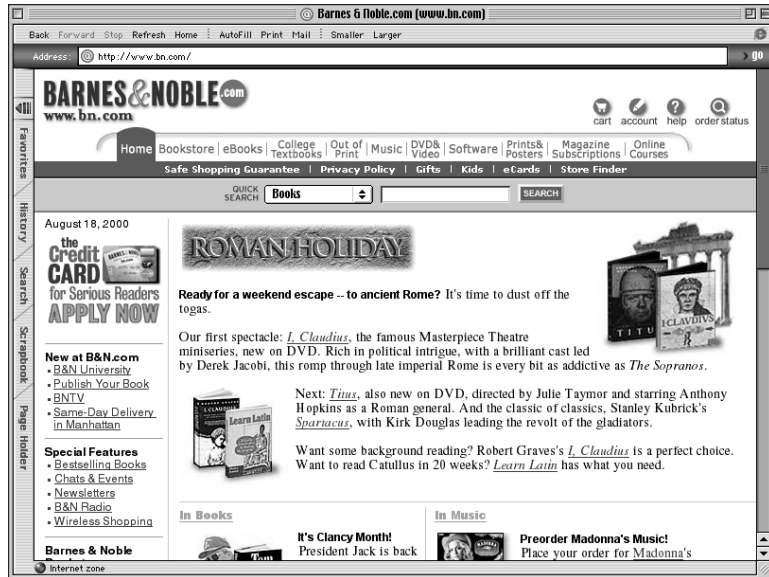 Barnes & Noble.com (www.bn.com)
Back Forward Stop Refresh Home AutoFill Print Mail Smaller Larger
Address: http://www.bn.com/ go
BARNES&NOBLE.com
www.bn.com
cart account help order status
Home Bookstore eBooks College Textbooks Out of Print Music DVD& Video Software Prints& Posters Magazine Subscriptions Online Courses
Safe Shopping Guarantee | Privacy Policy | Gifts | Kids | eCards | Store Finder
QUICK SEARCH Books SEARCH
Favorites
History
Search
Scrapbook
Page Holder
August 18, 2000
the
Credit
CARD
for Serious Readers
APPLY NOW
New at B&N.com
B&N University
Publish Your Book
BNTV
Same-Day Delivery
in Manhattan
Special Features
Bestselling Books
Chats & Events
Newsletters
B&N Radio
Wireless Shopping
Barnes & Noble
ROMAN HOLIDAY
TITU
I CLAVDIVS
Ready for a weekend escape -- to ancient Rome? It's time to dust off the
togas.
Our first spectacle: I, Claudius, the famous Masterpiece Theatre
miniseries, new on DVD. Rich in political intrigue, with a brilliant cast led
by Derek Jacobi, this romp through late imperial Rome is every bit as addictive as The Sopranos.
I, CLAUDIUS
Learn Latin
Next: Titus, also new on DVD, directed by Julie Taymor and starring Anthony
Hopkins as a Roman general. And the classic of classics, Stanley Kubrick's
Spartacus, with Kirk Douglas leading the revolt of the gladiators.
Want some background reading? Robert Graves's I, Claudius is a perfect choice.
Want to read Catullus in 20 weeks? Learn Latin has what you need.
In Books
It's Clancy Month!
President Jack is back
Tom
In Music
Preorder Madonna's Music!
Place your order for Madonna's
Internet zone